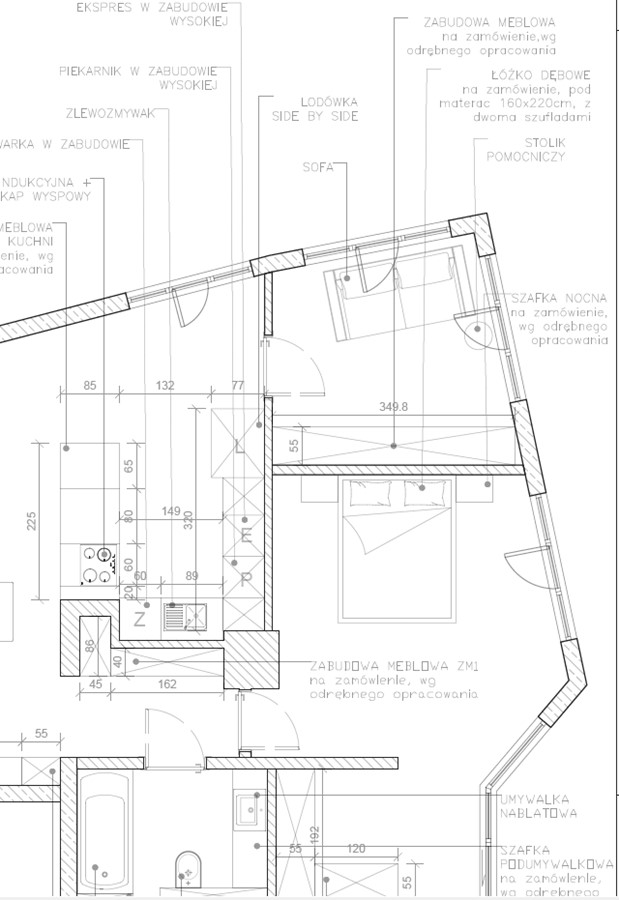 EKSPRES W ZABUDOWIE
WYSOKIEJ
ZABUDOWA MEBLOWA
na zamówienie,wg
odrębnego opracowania
PIEKARNIK W ZABUDOWIE
WYSOKIEJ
ŁÓŻKO DĘBOWE
na zamówienie, pod
materac 160x220cm, z
dwoma szufladami
LODÓWKA
SIDE BY SIDE
ZLEWOZMYWAK
WARKA W ZABUDOWIE
STOLIK
POMOCNICZY
SOFA
NDUKCYJNA +
KAP WYSPOWY
MEBLOWA
KUCHNI
enie, wg
acowania
SZAFKA NOCNA
na zamówienie,
wg odrębnego
opracowania
85 132 77
349.8
55
L
65
225
80
149
320
E
60
P
60 89
20
Z
86
40
45 162
ZABUDOWA MEBLOWA ZM1
na zamówienie, wg
odrębnego opracowania
55
UMYWALKA
NABLATOWA
192
55 120
55
SZAFKA
PODUMYWALKOWA
na zamówienie,
wg odrębnego